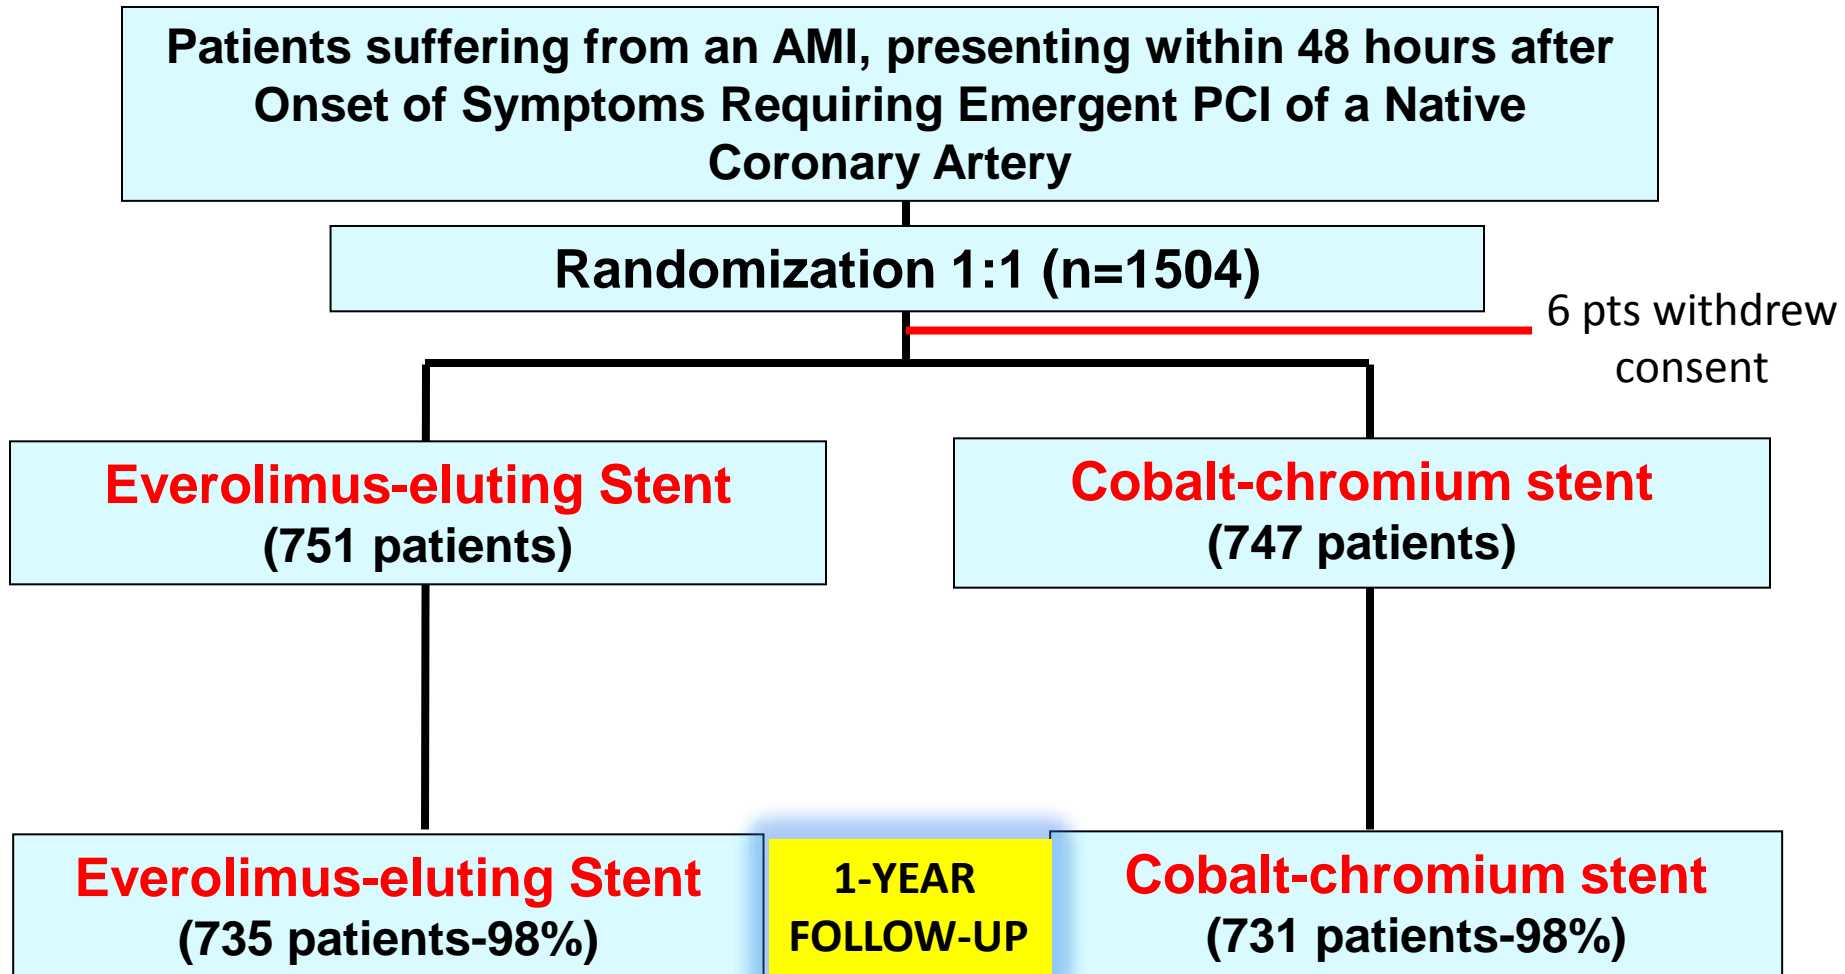 Patients suffering from an AMI, presenting within 48 hours after
Onset of Symptoms Requiring Emergent PCI of a Native
Coronary Artery
Randomization 1:1 (n=1504)
6 pts withdrew
consent
Everolimus-eluting Stent
(751 patients)
Cobalt-chromium stent
(747 patients)
Everolimus-eluting Stent
(735 patients-98%)
1-YEAR
FOLLOW-UP
Cobalt-chromium stent
(731 patients-98%)